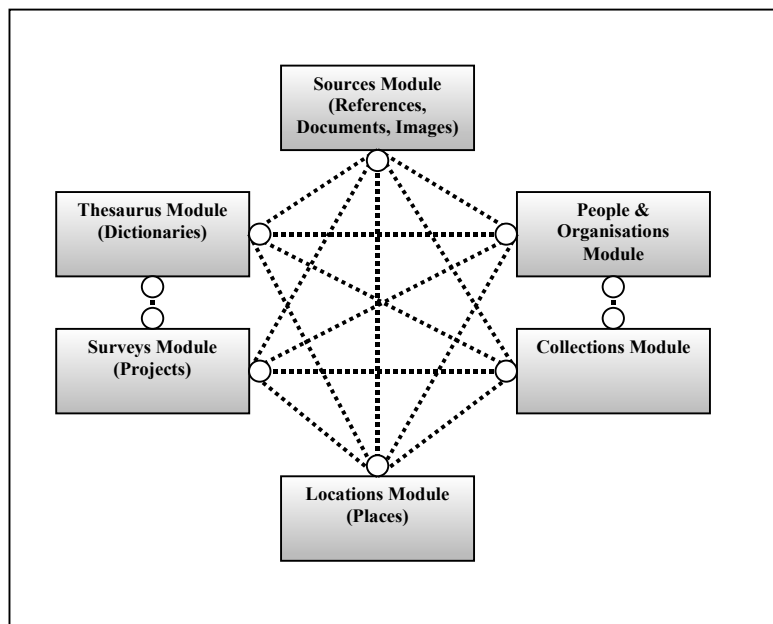 Sources Module
(References,
Documents, Images)
Thesaurus Module
(Dictionaries)
People &
Organisations
Module
Surveys Module
(Projects)
Collections Module
Locations Module
(Places)